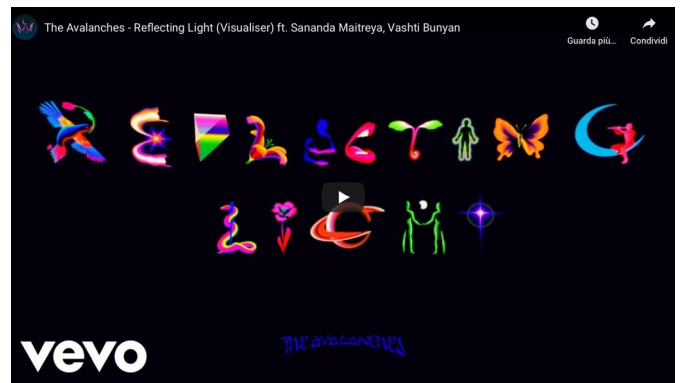 The Avalanches - Reflecting Light (Visualiser) ft. Sananda Maitreya, Vashti Bunyan
Guarda più...
Condividi
REFLECTING
LIGHT
THE AVALANCHES
vevo